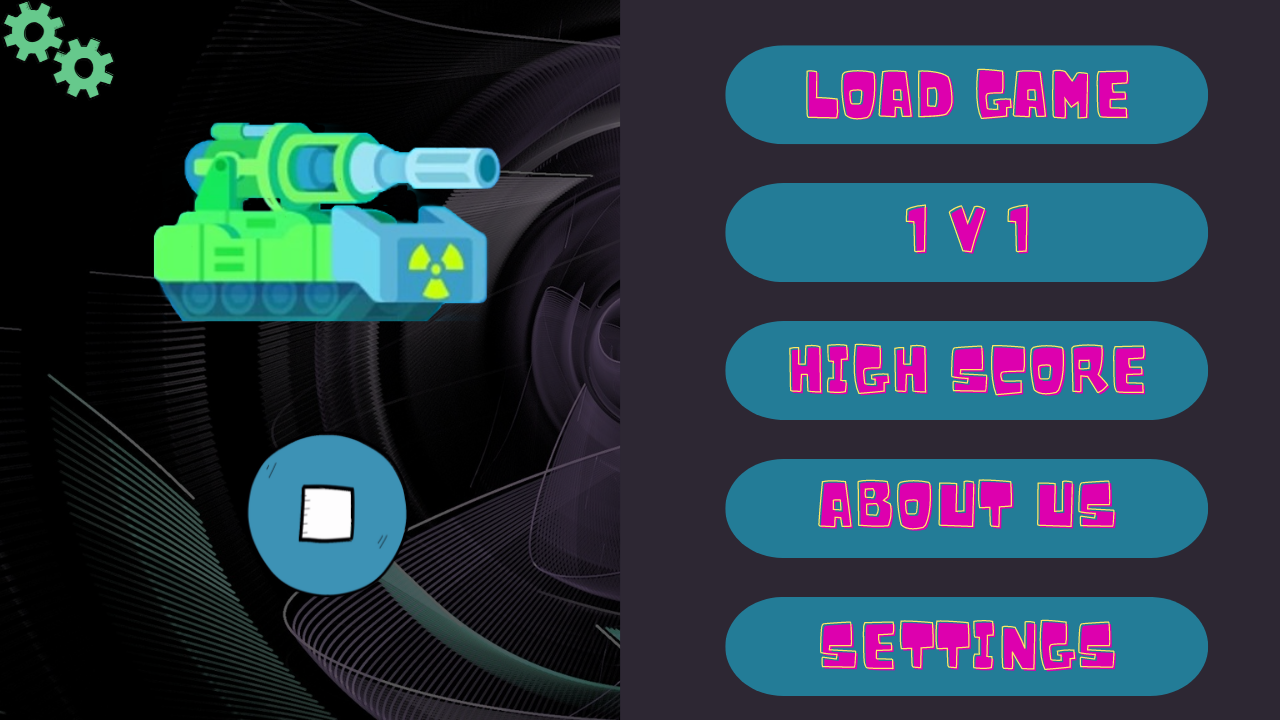 LOAD GAME
1 V 1
HIGH SCORE
ABOUT US
SETTINGS